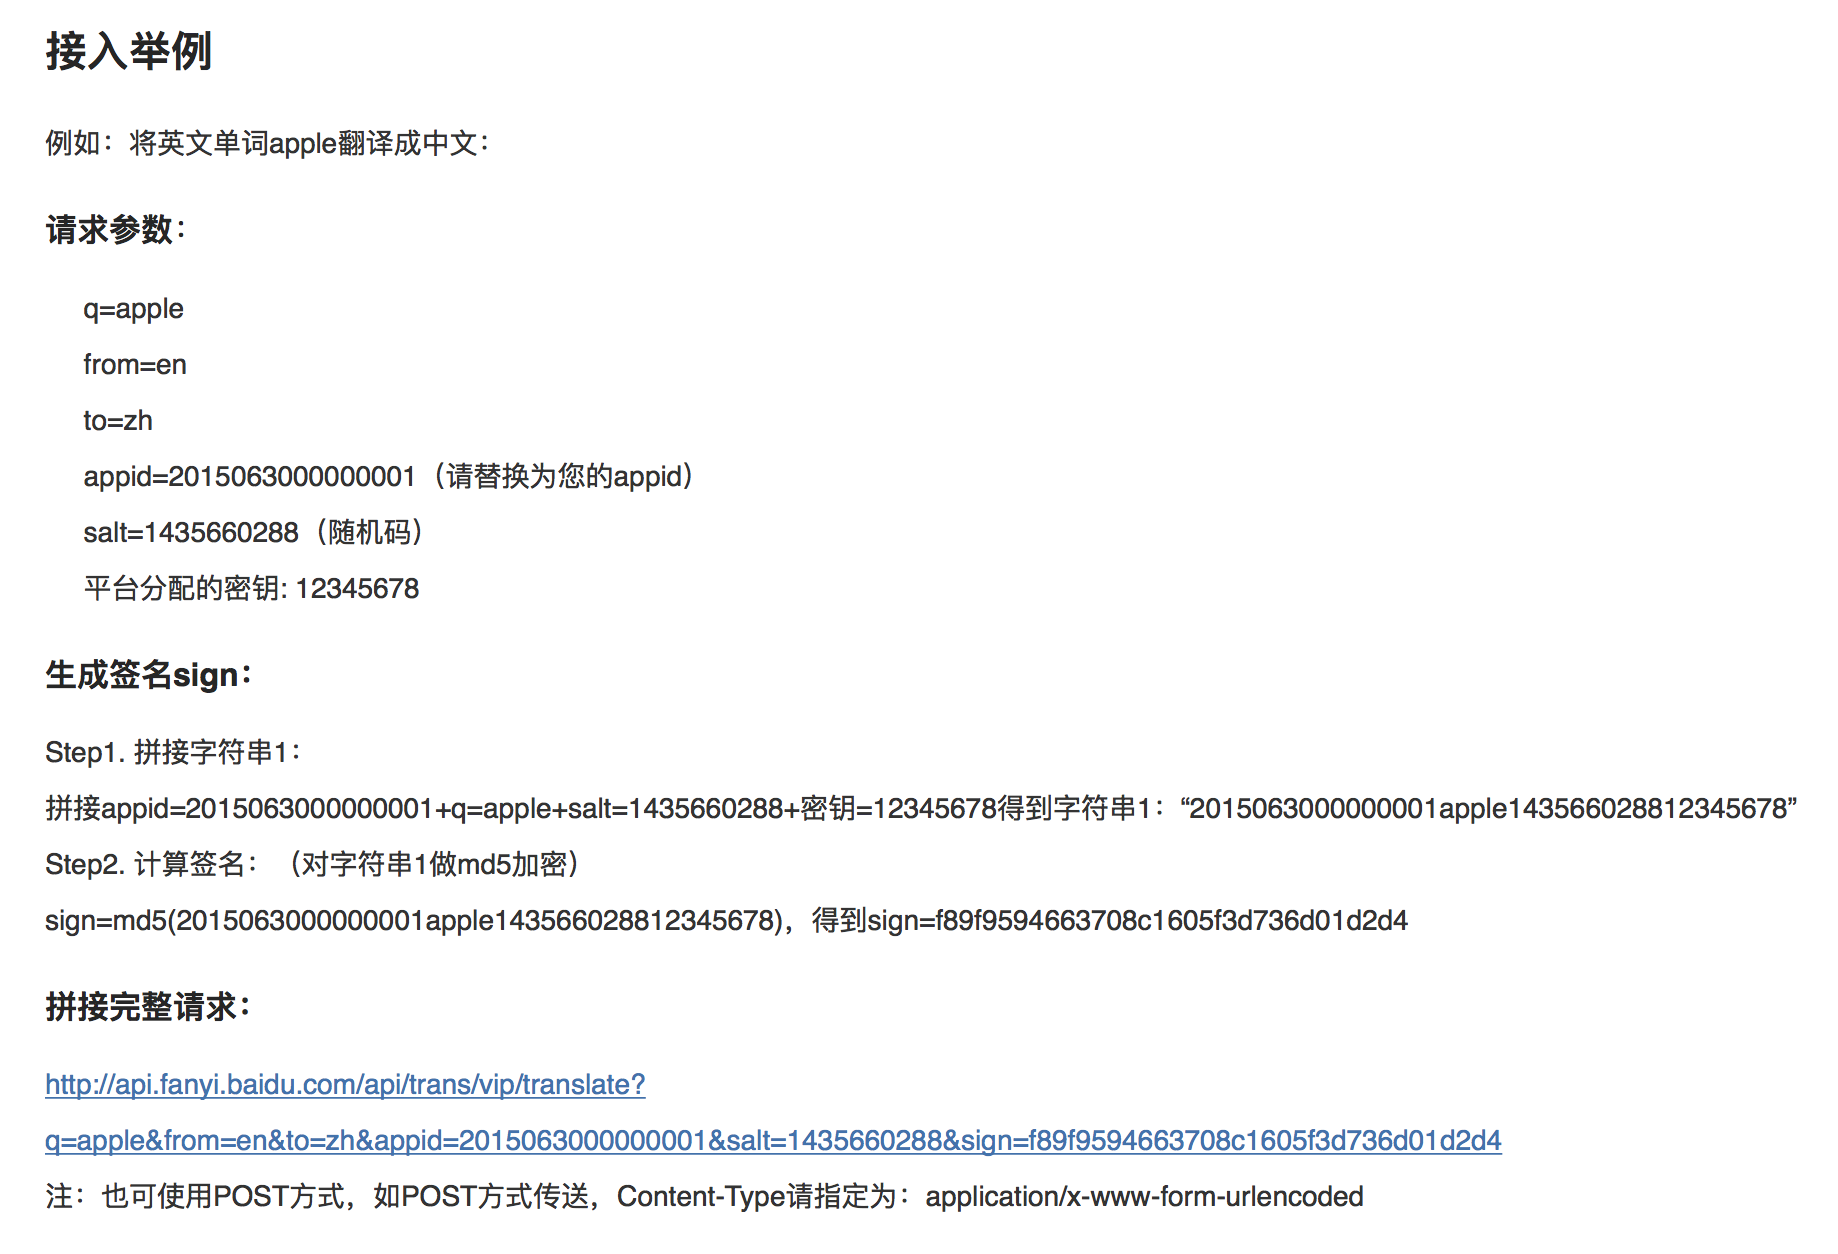 接入举例
例如：将英文单词apple翻译成中文：
请求参数：
q=apple
from=en
to=zh
appid=2015063000000001（请替换为您的appid）
salt=1435660288（随机码）
平台分配的密钥: 12345678
生成签名sign：
Step1. 拼接字符串1：
拼接appid=2015063000000001+q=apple+salt=1435660288+密钥=12345678得到字符串1：“2015063000000001apple143566028812345678”
Step2. 计算签名：（对字符串1做md5加密）
sign=md5(2015063000000001apple143566028812345678)，得到sign=f89f9594663708c1605f3d736d01d2d4
拼接完整请求：
http://api.fanyi.baidu.com/api/trans/vip/translate?
q=apple&from=en&to=zh&appid=2015063000000001&salt=1435660288&sign=f89f9594663708c1605f3d736d01d2d4
注：也可使用POST方式，如POST方式传送，Content-Type请指定为：application/x-www-form-urlencoded